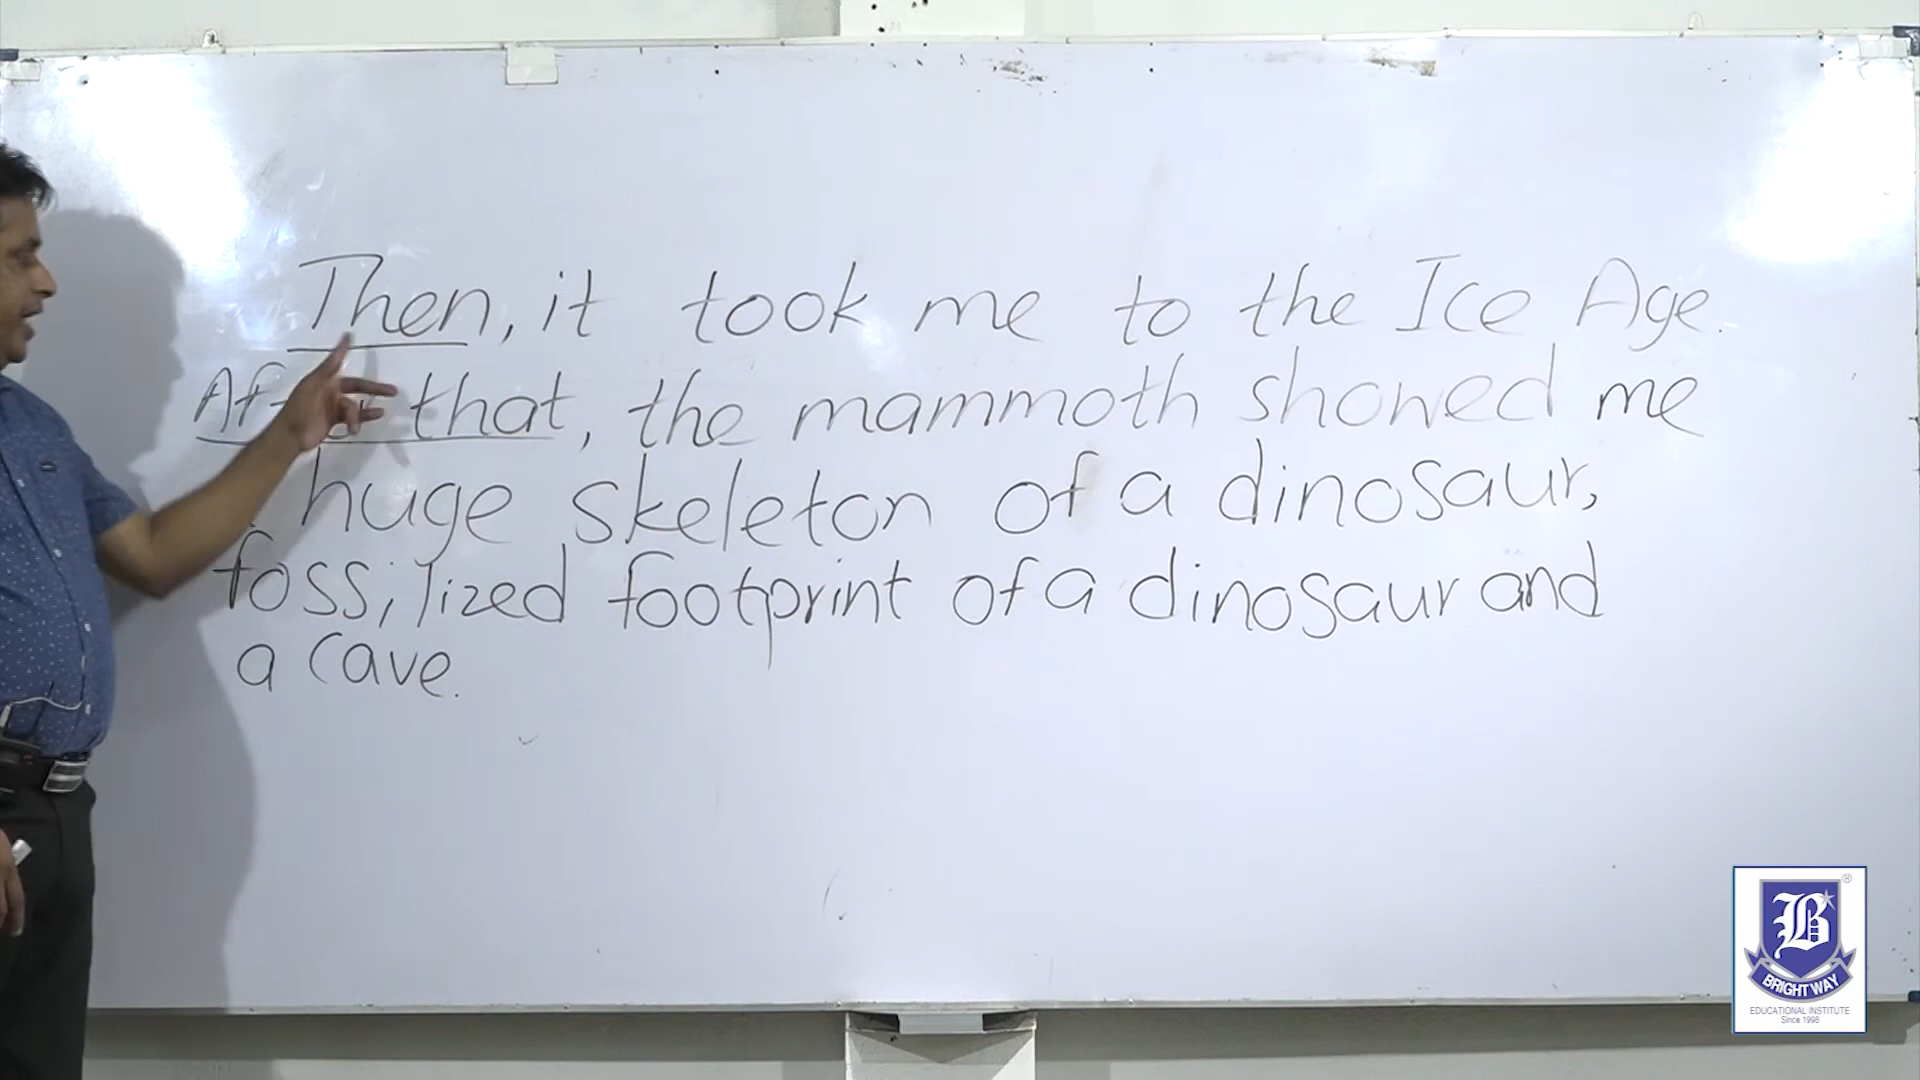 Then, it took me to the Ice Age.
After that, the mammoth showed me
huge skeleton of a dinosaur,
fossilized footprint of a dinosaur and
a cave.
B
BRIGHT WAY
EDUCATIONAL INSTITUTE
Since 1998